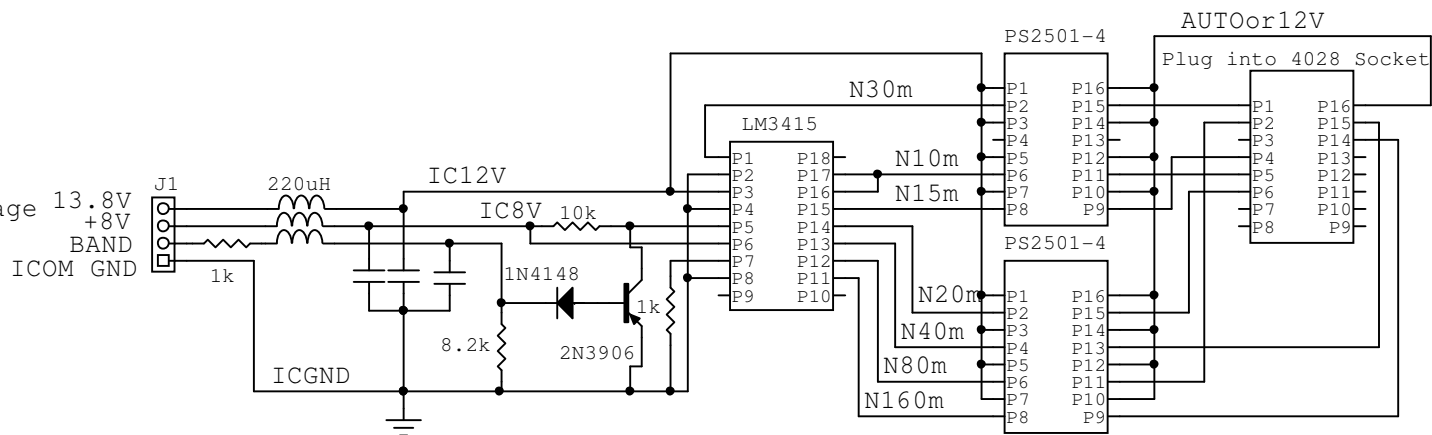 AUTOor12V
PS2501-4
Plug into 4028 Socket
N30m
LM3415
N10m
N15m
IC12V
IC8V
J1
220uH
10k
age 13.8V
+8V
BAND
ICOM GND
1k
1N4148
1k
8.2k
2N3906
ICGND
PS2501-4
N20m
N40m
N80m
N160m
P1 P18
P2 P17
P3 P16
P4 P15
P5 P14
P6 P13
P7 P12
P8 P11
P9 P10
P1 P16
P2 P15
P3 P14
P4 P13
P5 P12
P6 P11
P7 P10
P8 P9
P1 P16
P2 P15
P3 P14
P4 P13
P5 P12
P6 P11
P7 P10
P8 P9
P1 P16
P2 P15
P3 P14
P4 P13
P5 P12
P6 P11
P7 P10
P8 P9